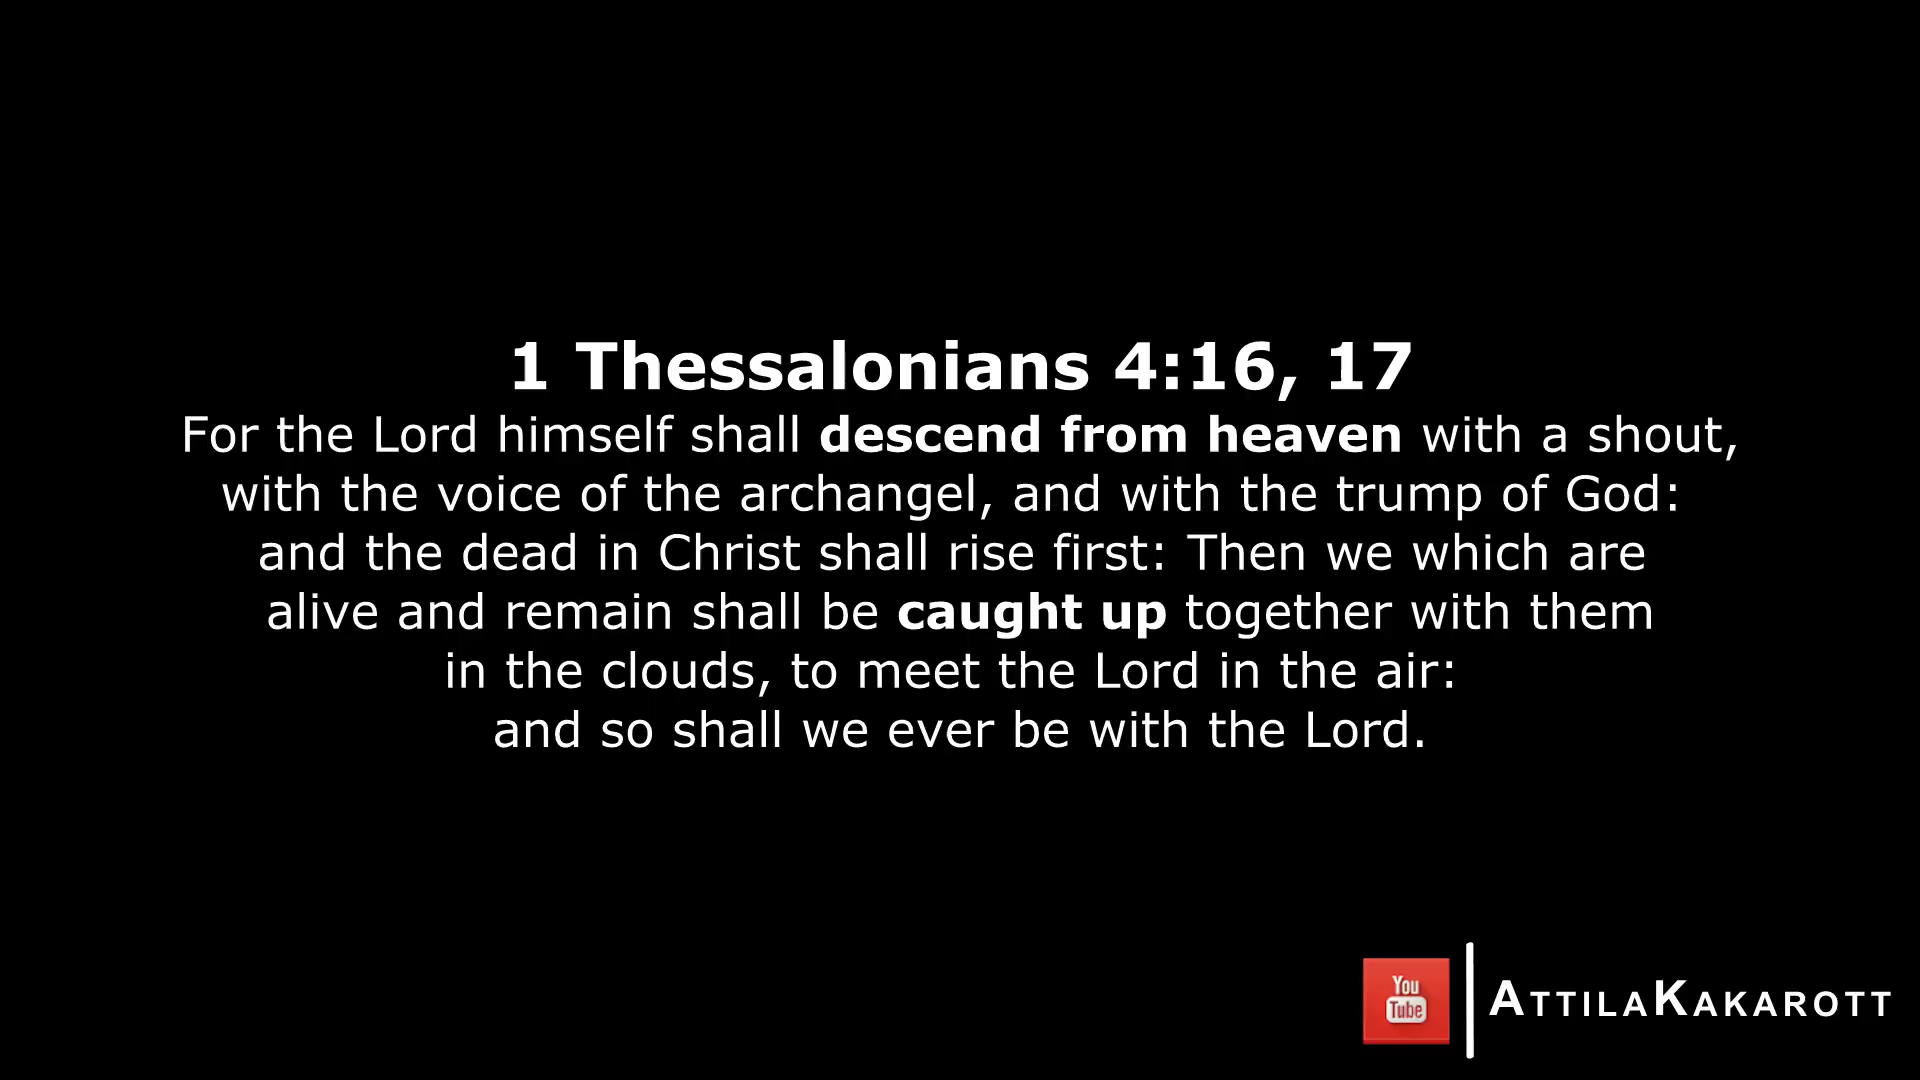 1 Thessalonians 4:16, 17
For the Lord himself shall descend from heaven with a shout,
with the voice of the archangel, and with the trump of God:
and the dead in Christ shall rise first: Then we which are
alive and remain shall be caught up together with them
in the clouds, to meet the Lord in the air:
and so shall we ever be with the Lord.
You
Tube
ATTILAKAKAROTT